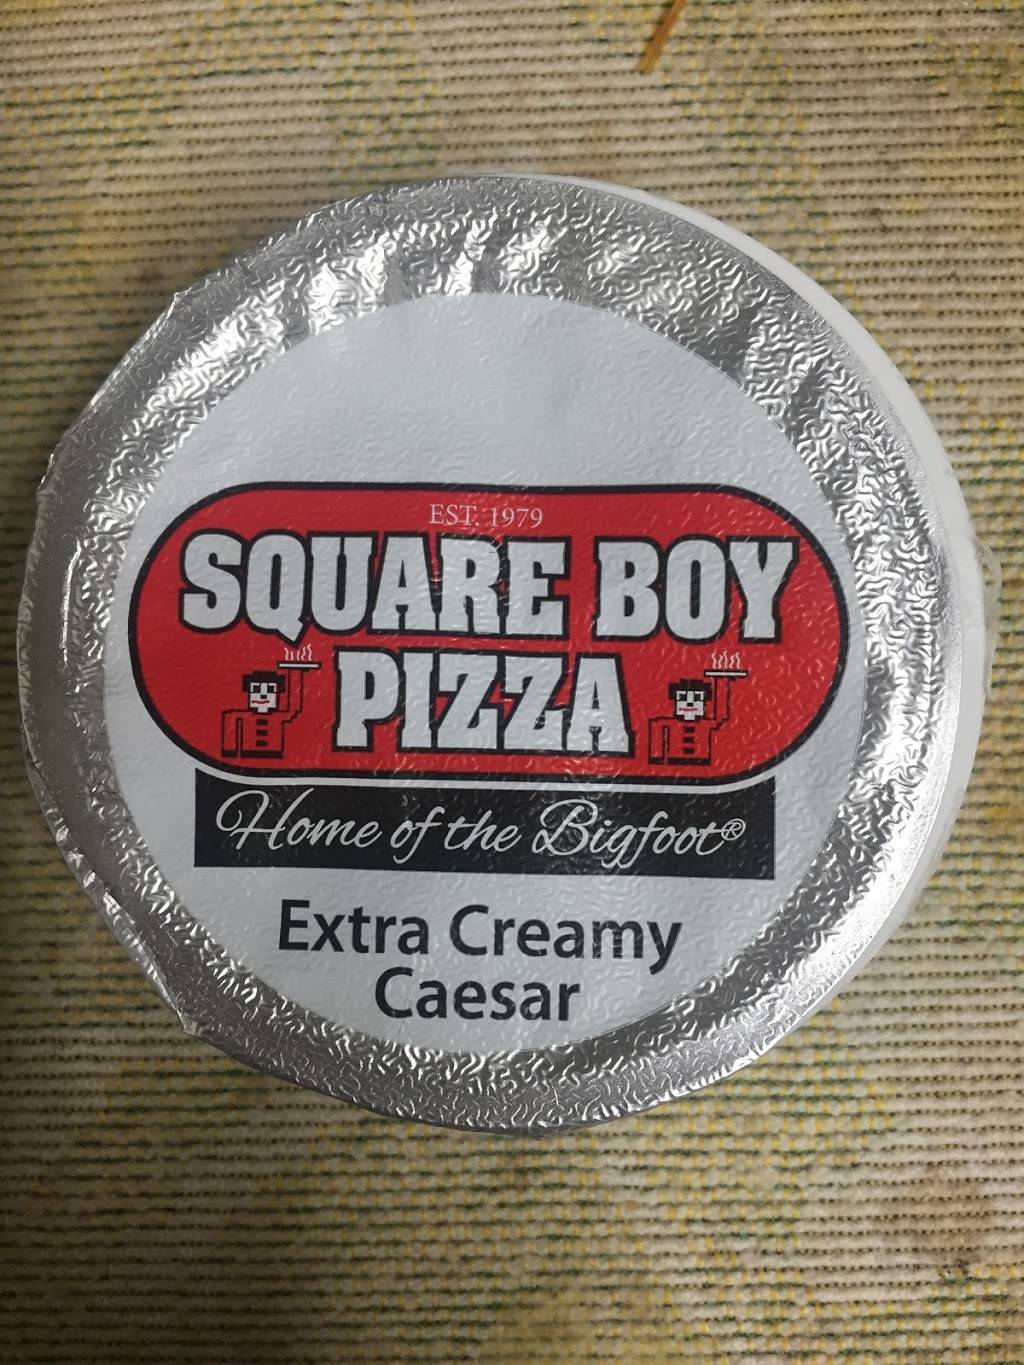 EST. 1979
SQUARE BOY
PIZZA
Home of the Bigfoot®
Extra Creamy
Caesar